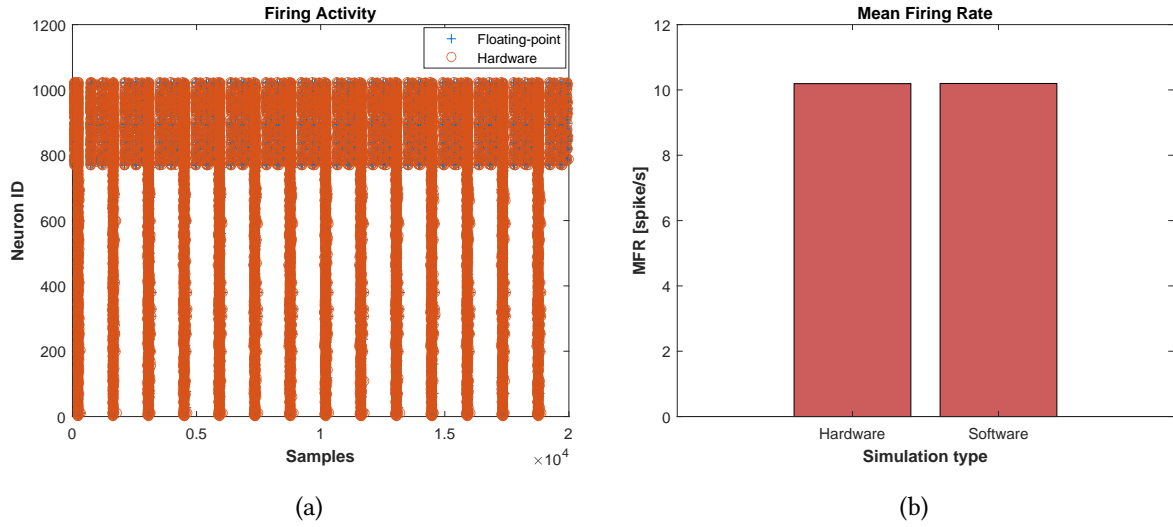 Firing Activity
Floating-point
Hardware
1200
1000
800
600
400
200
0
Neuron ID
0
0.5
1
1.5
2
×10⁴
Samples
(a)
Mean Firing Rate
12
10
8
6
4
2
0
MFR [spike/s]
Hardware
Software
Simulation type
(b)